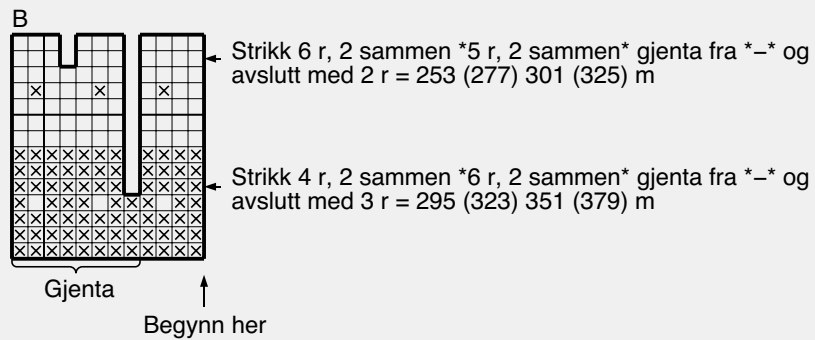 B
Strikk 6 r, 2 sammen *5 r, 2 sammen* gjenta fra *–* og
avslutt med 2 r = 253 (277) 301 (325) m
Strikk 4 r, 2 sammen *6 r, 2 sammen* gjenta fra *–* og
avslutt med 3 r = 295 (323) 351 (379) m
Gjenta
Begynn her